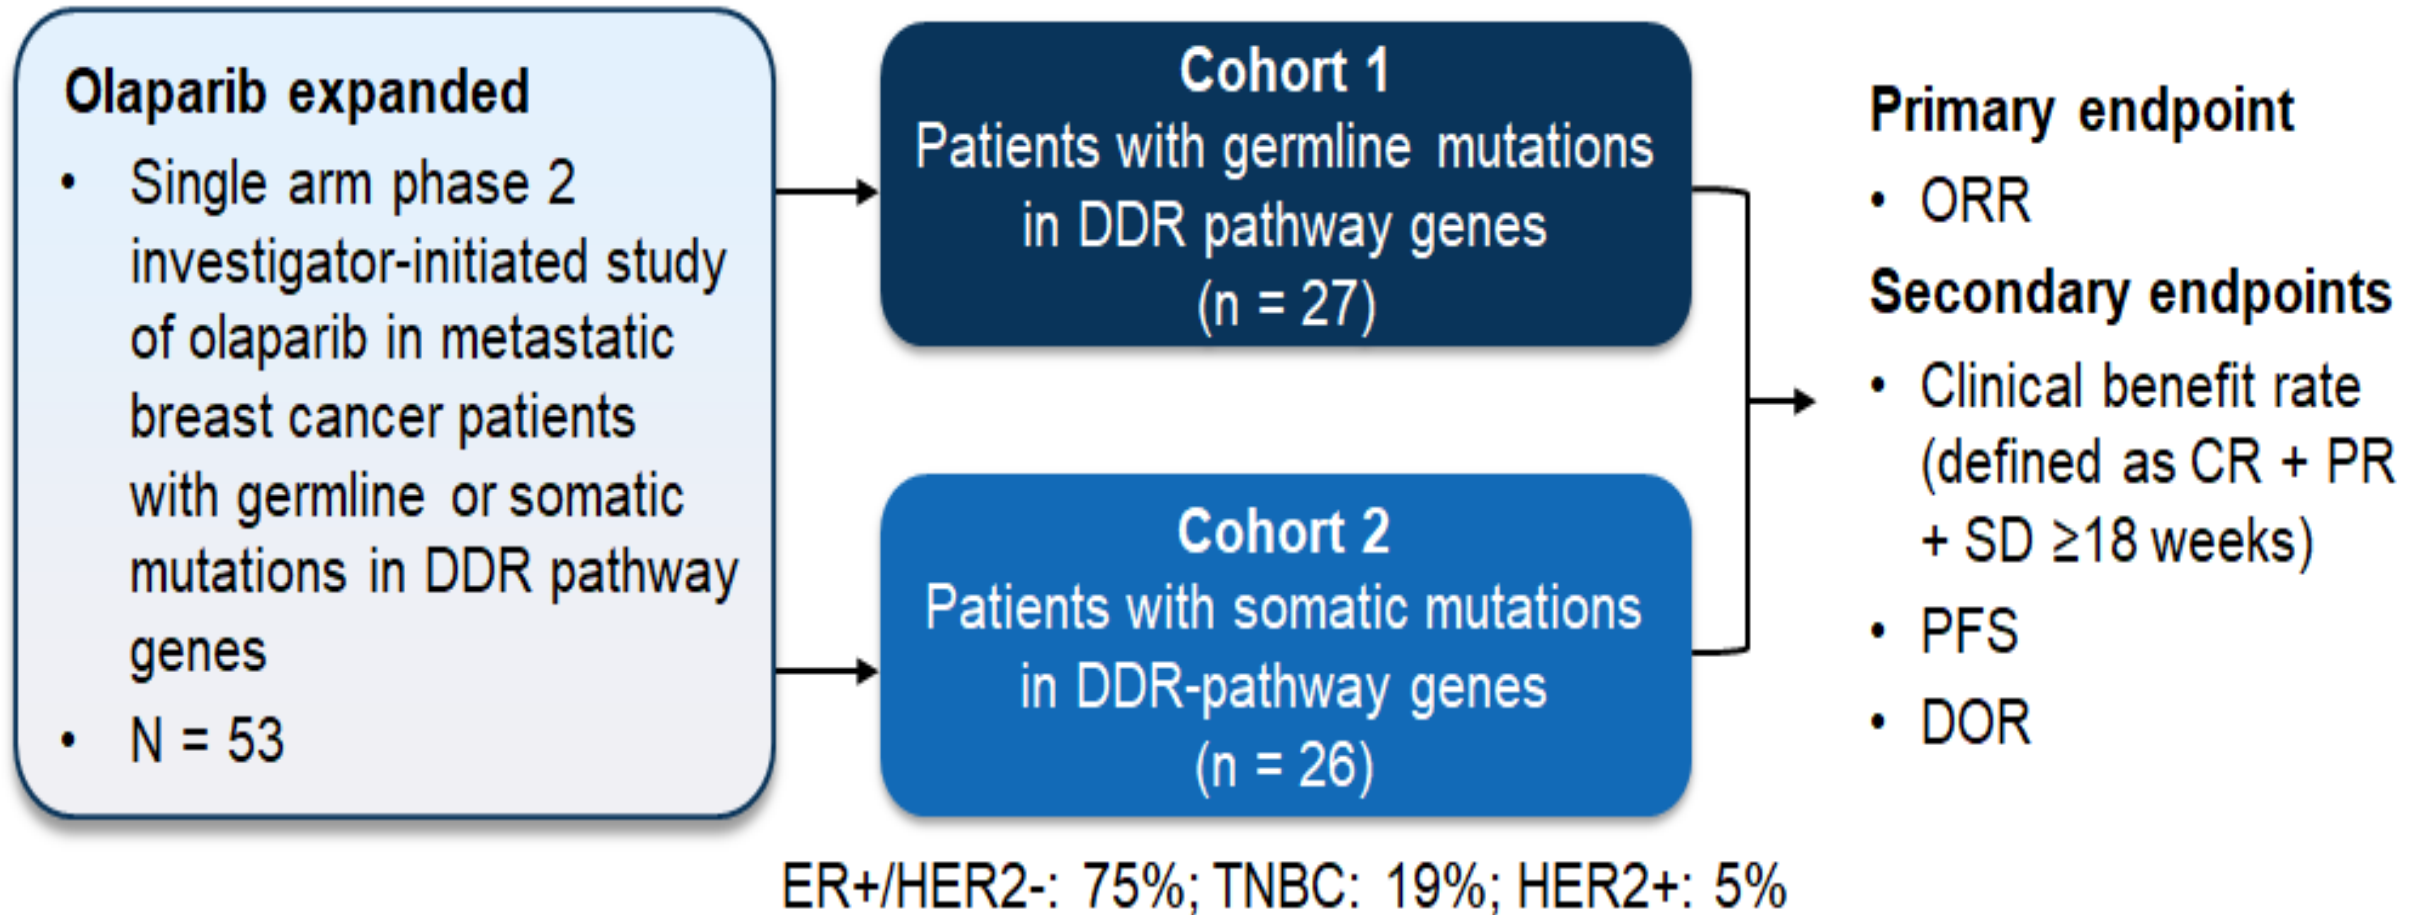 Olaparib expanded
• Single arm phase 2
investigator-initiated study
of olaparib in metastatic
breast cancer patients
with germline or somatic
mutations in DDR pathway
genes
• N = 53
Cohort 1
Patients with germline mutations
in DDR pathway genes
(n = 27)
Cohort 2
Patients with somatic mutations
in DDR-pathway genes
(n = 26)
Primary endpoint
• ORR
Secondary endpoints
• Clinical benefit rate
(defined as CR + PR
+ SD ≥18 weeks)
• PFS
• DOR
ER+/HER2-: 75%; TNBC: 19%; HER2+: 5%